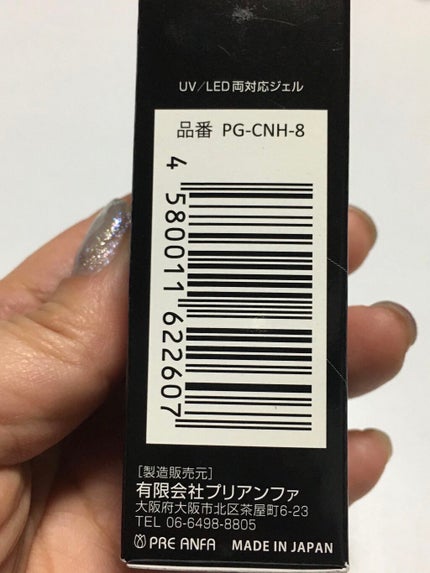 UV/LED両対応ジェル
品番 PG-CNH-8
4 580011 622607
[製造販売元]
有限会社プリアンファ
大阪府大阪市北区茶屋町6-23
TEL 06-6498-8805
PRE ANFA MADE IN JAPAN